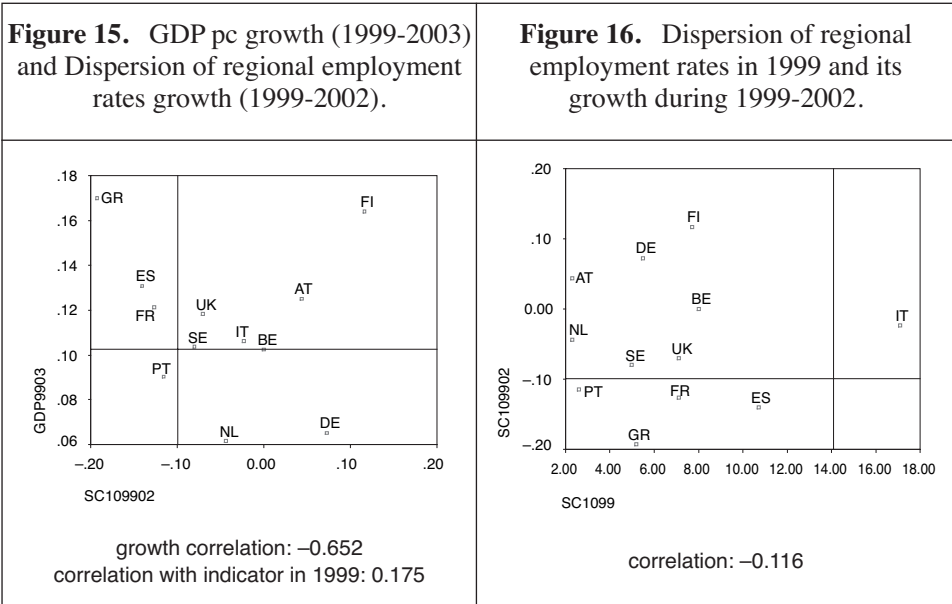 Figure 15. GDP pc growth (1999-2003)
and Dispersion of regional employment
rates growth (1999-2002).
Figure 16. Dispersion of regional
employment rates in 1999 and its
growth during 1999-2002.
.18
GR
FI
.16
.14
ES
AT
.12
FR
UK
SE
IT
BE
.10
PT
.08
NL
DE
.06
GDP9903
–.20
–.10
0.00
.10
.20
SC109902
growth correlation: –0.652
correlation with indicator in 1999: 0.175
.20
FI
.10
DE
AT
BE
0.00
IT
NL
SE
UK
–.10
PT
FR
ES
GR
–.20
SC109902
2.00 4.00 6.00 8.00 10.00 12.00 14.00 16.00 18.00
SC1099
correlation: –0.116